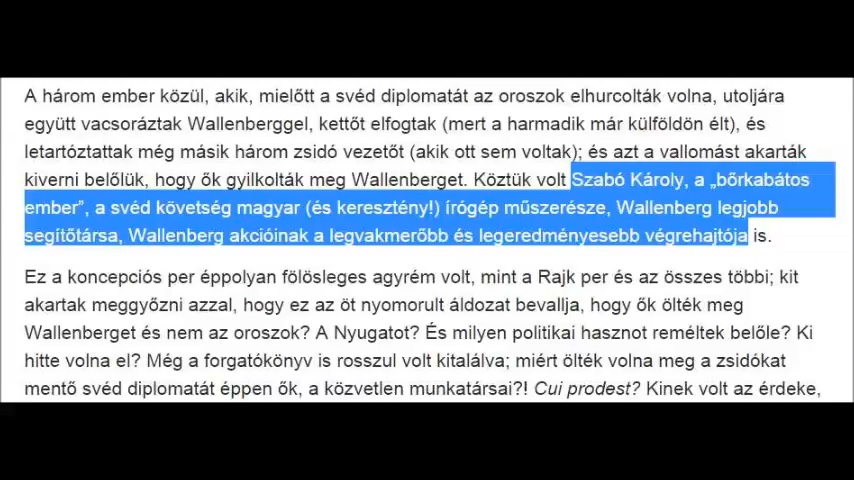 A három ember közül, akik, mielőtt a svéd diplomatát az oroszok elhurcolták volna, utoljára
együtt vacsoráztak Wallenberggel, kettőt elfogtak (mert a harmadik már külföldön élt), és
letartóztattak még másik három zsidó vezetőt (akik ott sem voltak); és azt a vallomást akarták
kiverni belőlük, hogy ők gyilkolták meg Wallenberget. Köztük volt Szabó Károly, a „bőrkabátos
ember”, a svéd követség magyar (és keresztény!) írógép műszerésze, Wallenberg legjobb
segítőtársa, Wallenberg akcióinak a legvakmerőbb és legeredményesebb végrehajtója is.
Ez a koncepciós per éppolyan fölösleges agyrém volt, mint a Rajk per és az összes többi; kit
akartak meggyőzni azzal, hogy ez az öt nyomorult áldozat bevallja, hogy ők ölték meg
Wallenberget és nem az oroszok? A Nyugatot? És milyen politikai hasznot reméltek belőle? Ki
hitte volna el? Még a forgatókönyv is rosszul volt kitalálva; miért ölték volna meg a zsidókat
mentő svéd diplomatát éppen ők, a közvetlen munkatársai?! Cui prodest? Kinek volt az érdeke,